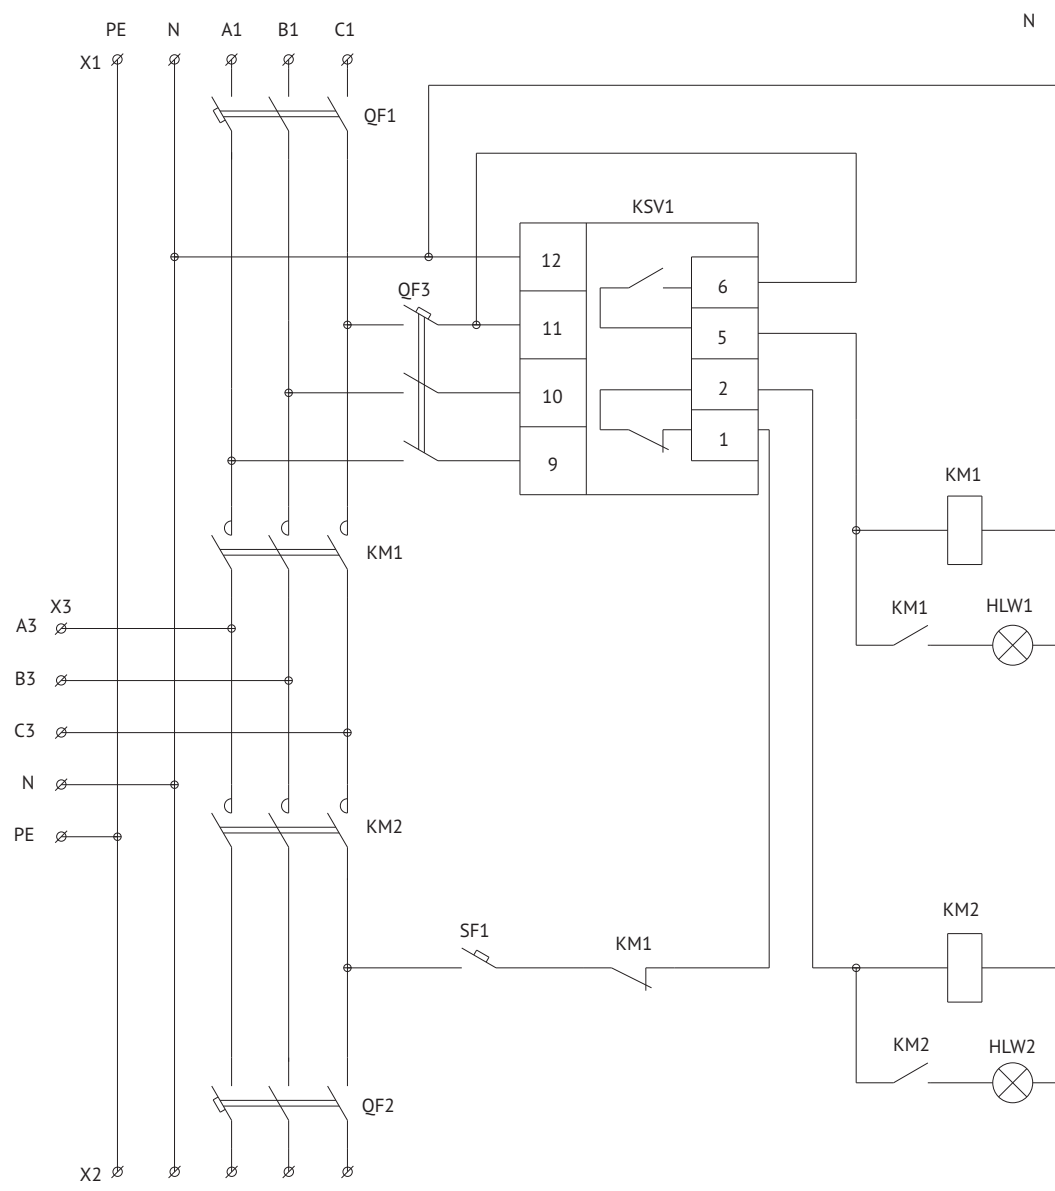 PE N A1 B1 C1 N
X1
QF1
KSV1
12
6
QF3
11
5
10
2
9
1
KM1
KM1
X3
A3
KM1 HLW1
B3
C3
N
KM2
PE
KM2
SF1
KM1
KM2 HLW2
QF2
X2